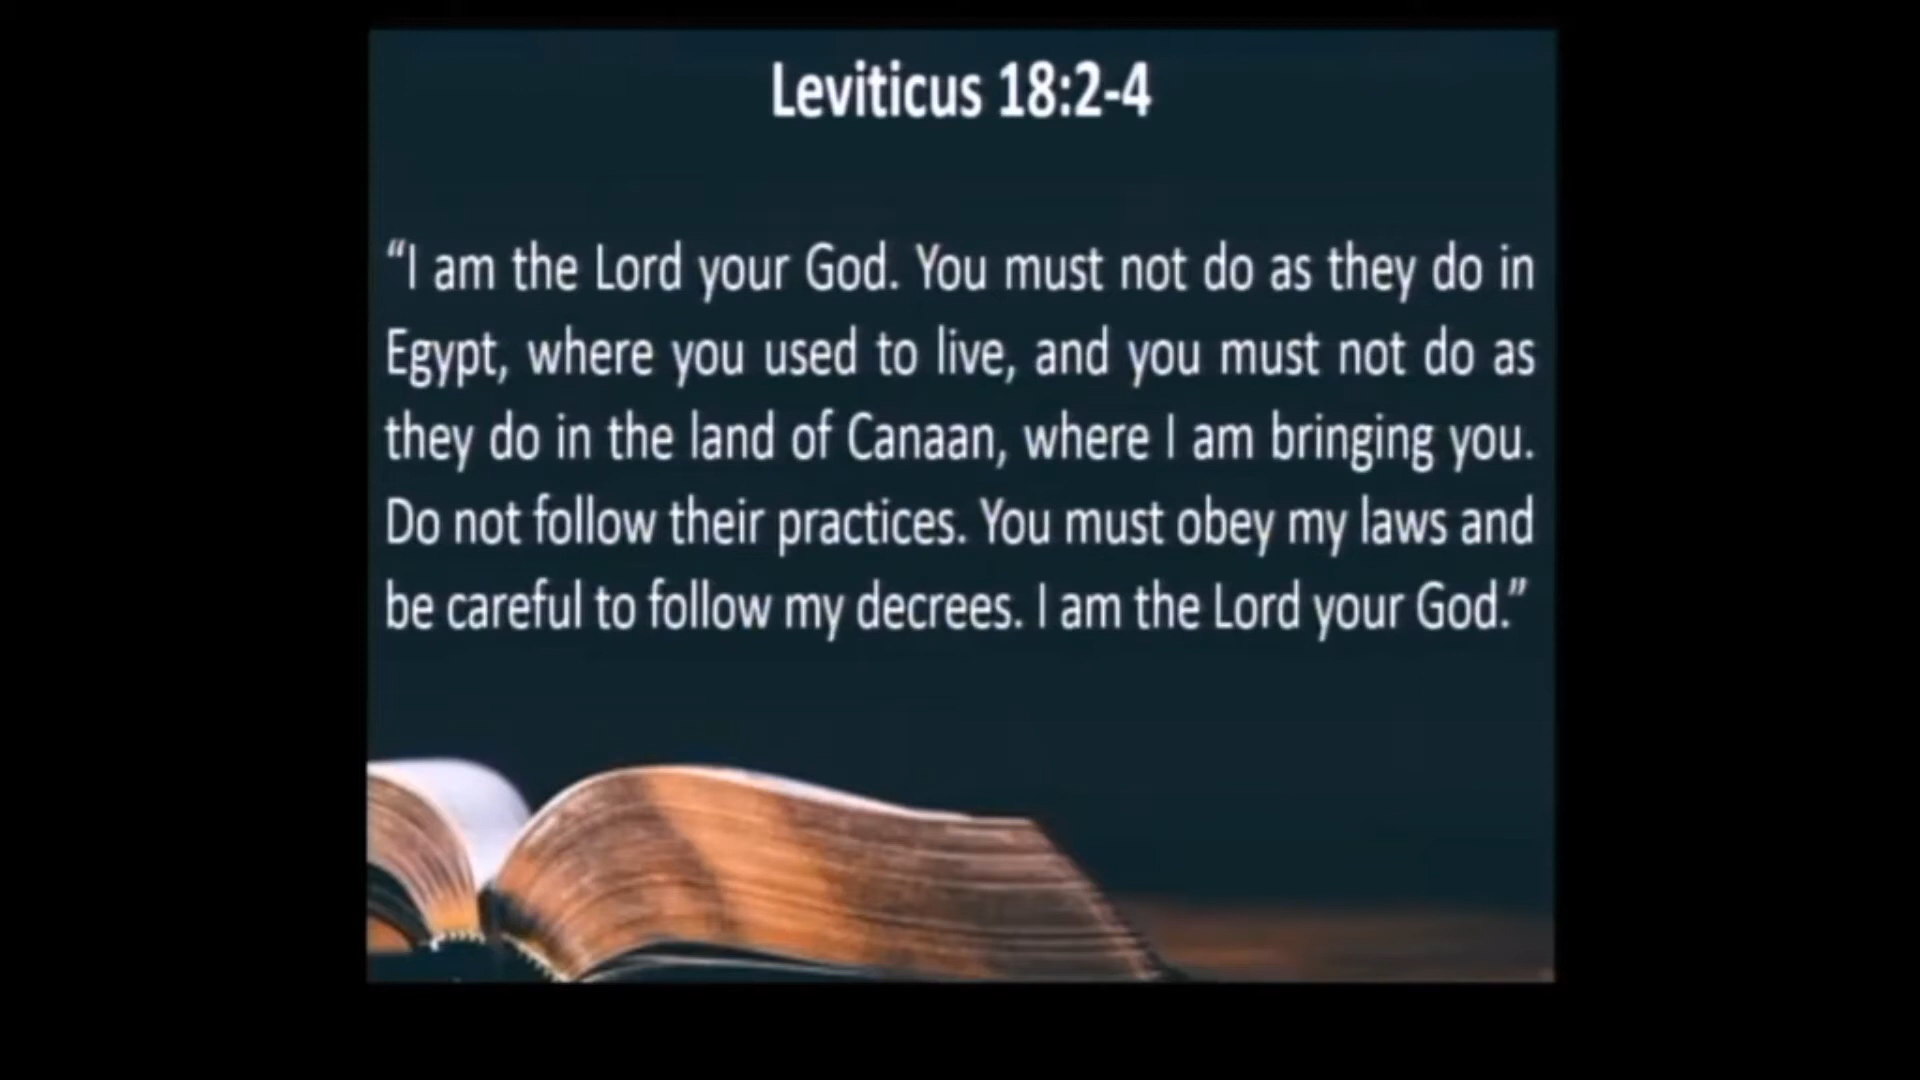 Leviticus 18:2-4
“I am the Lord your God. You must not do as they do in
Egypt, where you used to live, and you must not do as
they do in the land of Canaan, where I am bringing you.
Do not follow their practices. You must obey my laws and
be careful to follow my decrees. I am the Lord your God.”